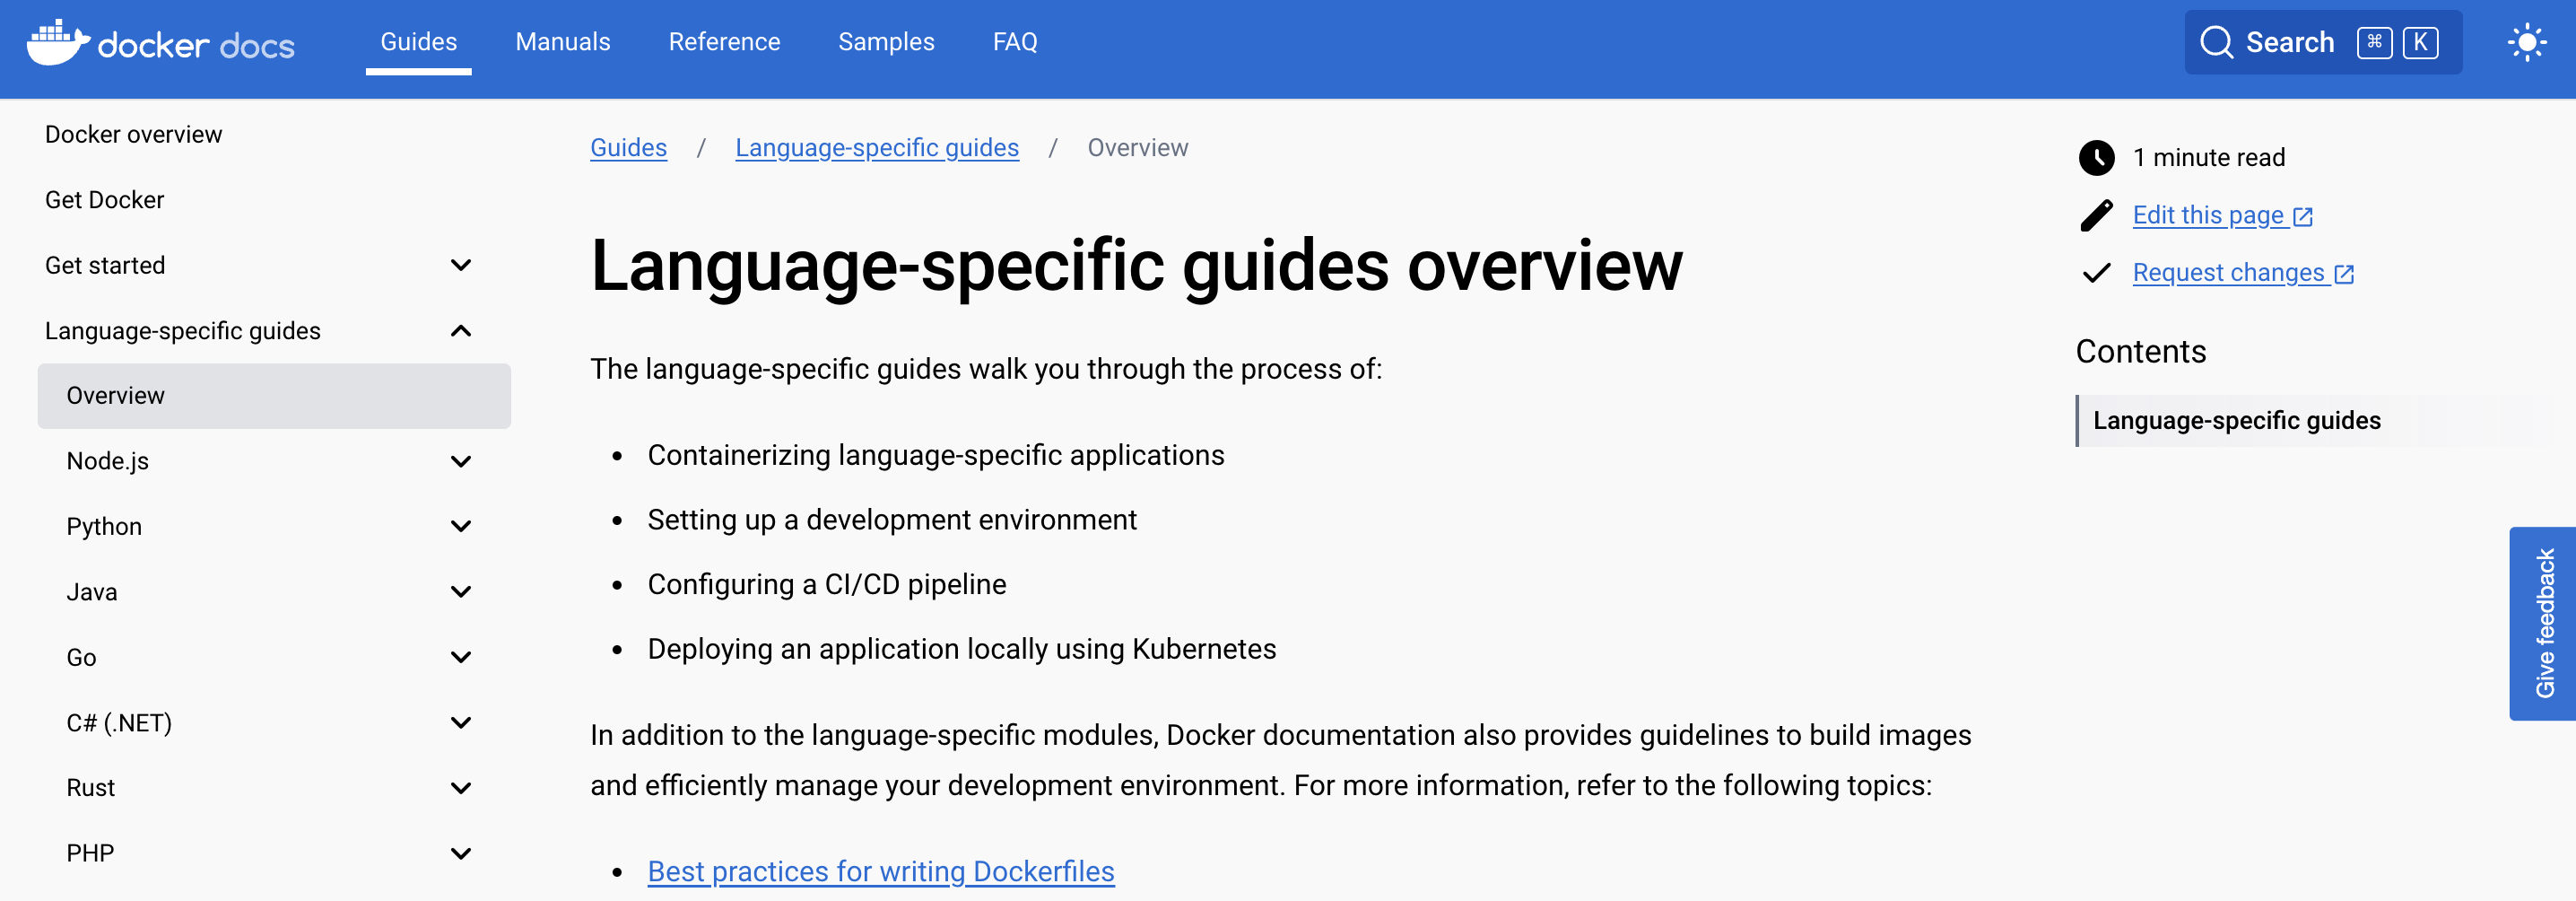 docker docs
Guides
Manuals
Reference
Samples
FAQ
Search
⌘ K
Docker overview
Get Docker
Get started
Language-specific guides
Overview
Node.js
Python
Java
Go
C# (.NET)
Rust
PHP
Guides / Language-specific guides / Overview
Language-specific guides overview
The language-specific guides walk you through the process of:
• Containerizing language-specific applications
• Setting up a development environment
• Configuring a CI/CD pipeline
• Deploying an application locally using Kubernetes
In addition to the language-specific modules, Docker documentation also provides guidelines to build images
and efficiently manage your development environment. For more information, refer to the following topics:
• Best practices for writing Dockerfiles
1 minute read
Edit this page
Request changes
Contents
Language-specific guides
Give feedback